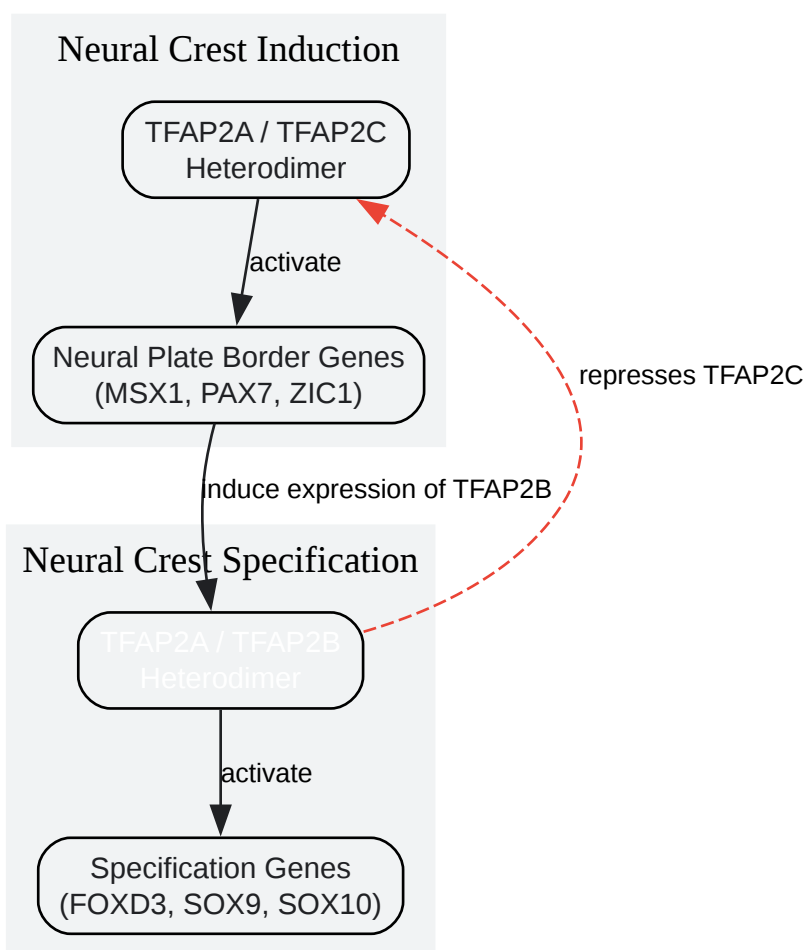 Neural Crest Induction
TFAP2A / TFAP2C
Heterodimer
activate
Neural Plate Border Genes
(MSX1, PAX7, ZIC1)
represses TFAP2C
induce expression of TFAP2B
Neural Crest Specification
TFAP2A / TFAP2B
Heterodimer
activate
Specification Genes
(FOXD3, SOX9, SOX10)